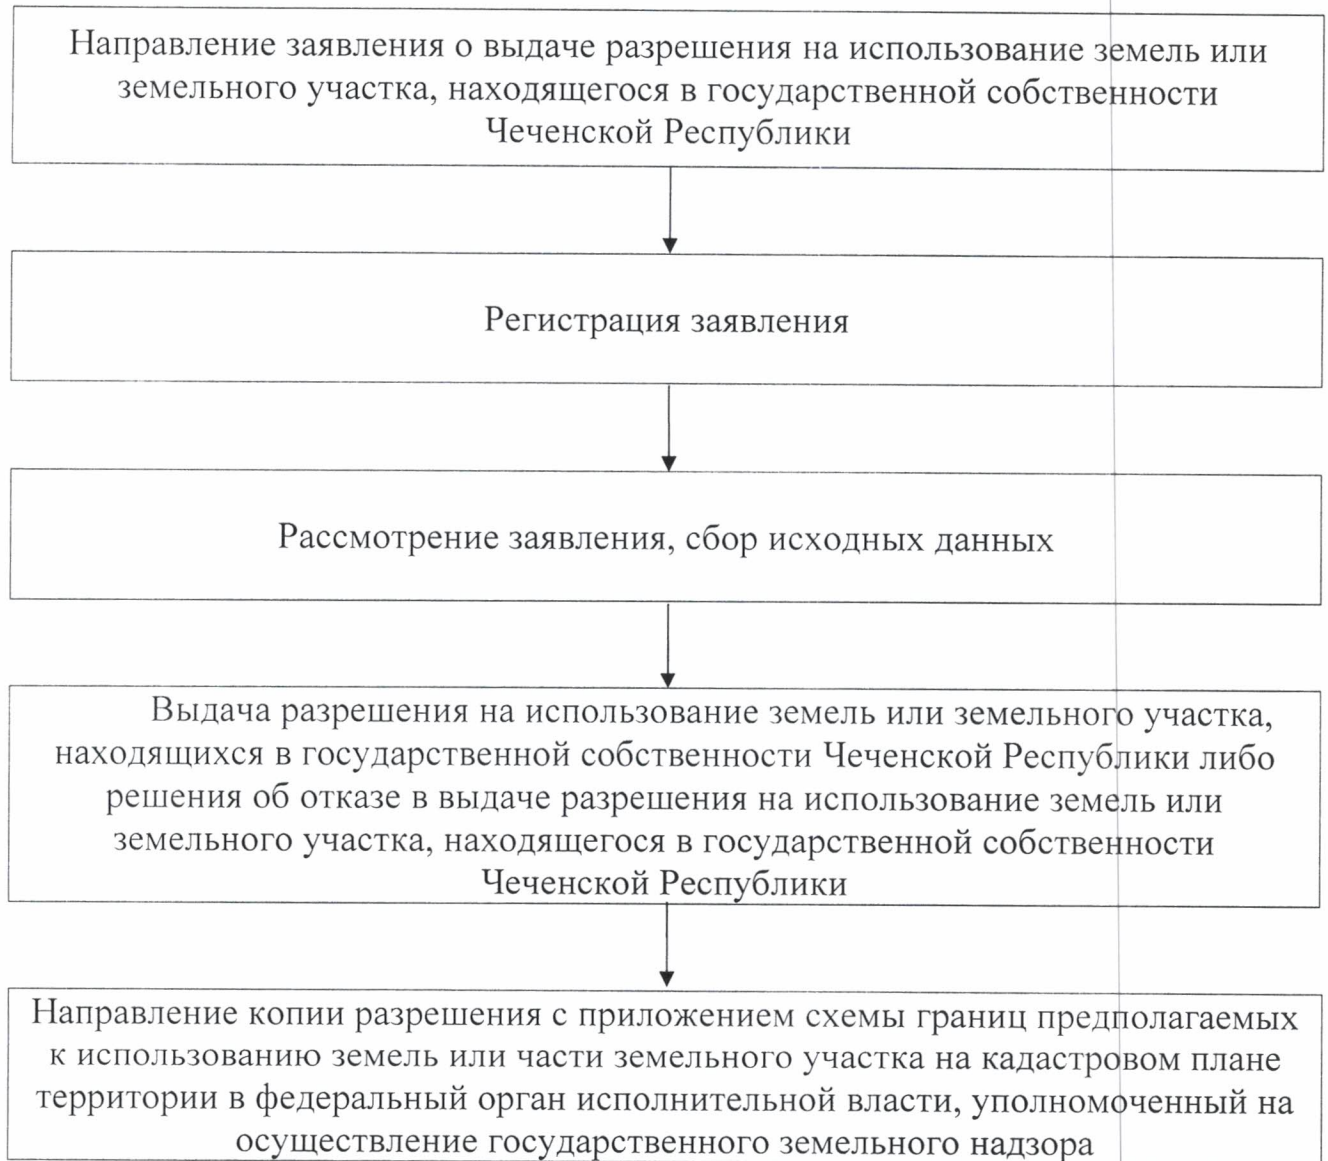 Направление заявления о выдаче разрешения на использование земель или
земельного участка, находящегося в государственной собственности
Чеченской Республики
Регистрация заявления
Рассмотрение заявления, сбор исходных данных
Выдача разрешения на использование земель или земельного участка,
находящихся в государственной собственности Чеченской Республики либо
решения об отказе в выдаче разрешения на использование земель или
земельного участка, находящегося в государственной собственности
Чеченской Республики
Направление копии разрешения с приложением схемы границ предполагаемых
к использованию земель или части земельного участка на кадастровом плане
территории в федеральный орган исполнительной власти, уполномоченный на
осуществление государственного земельного надзора